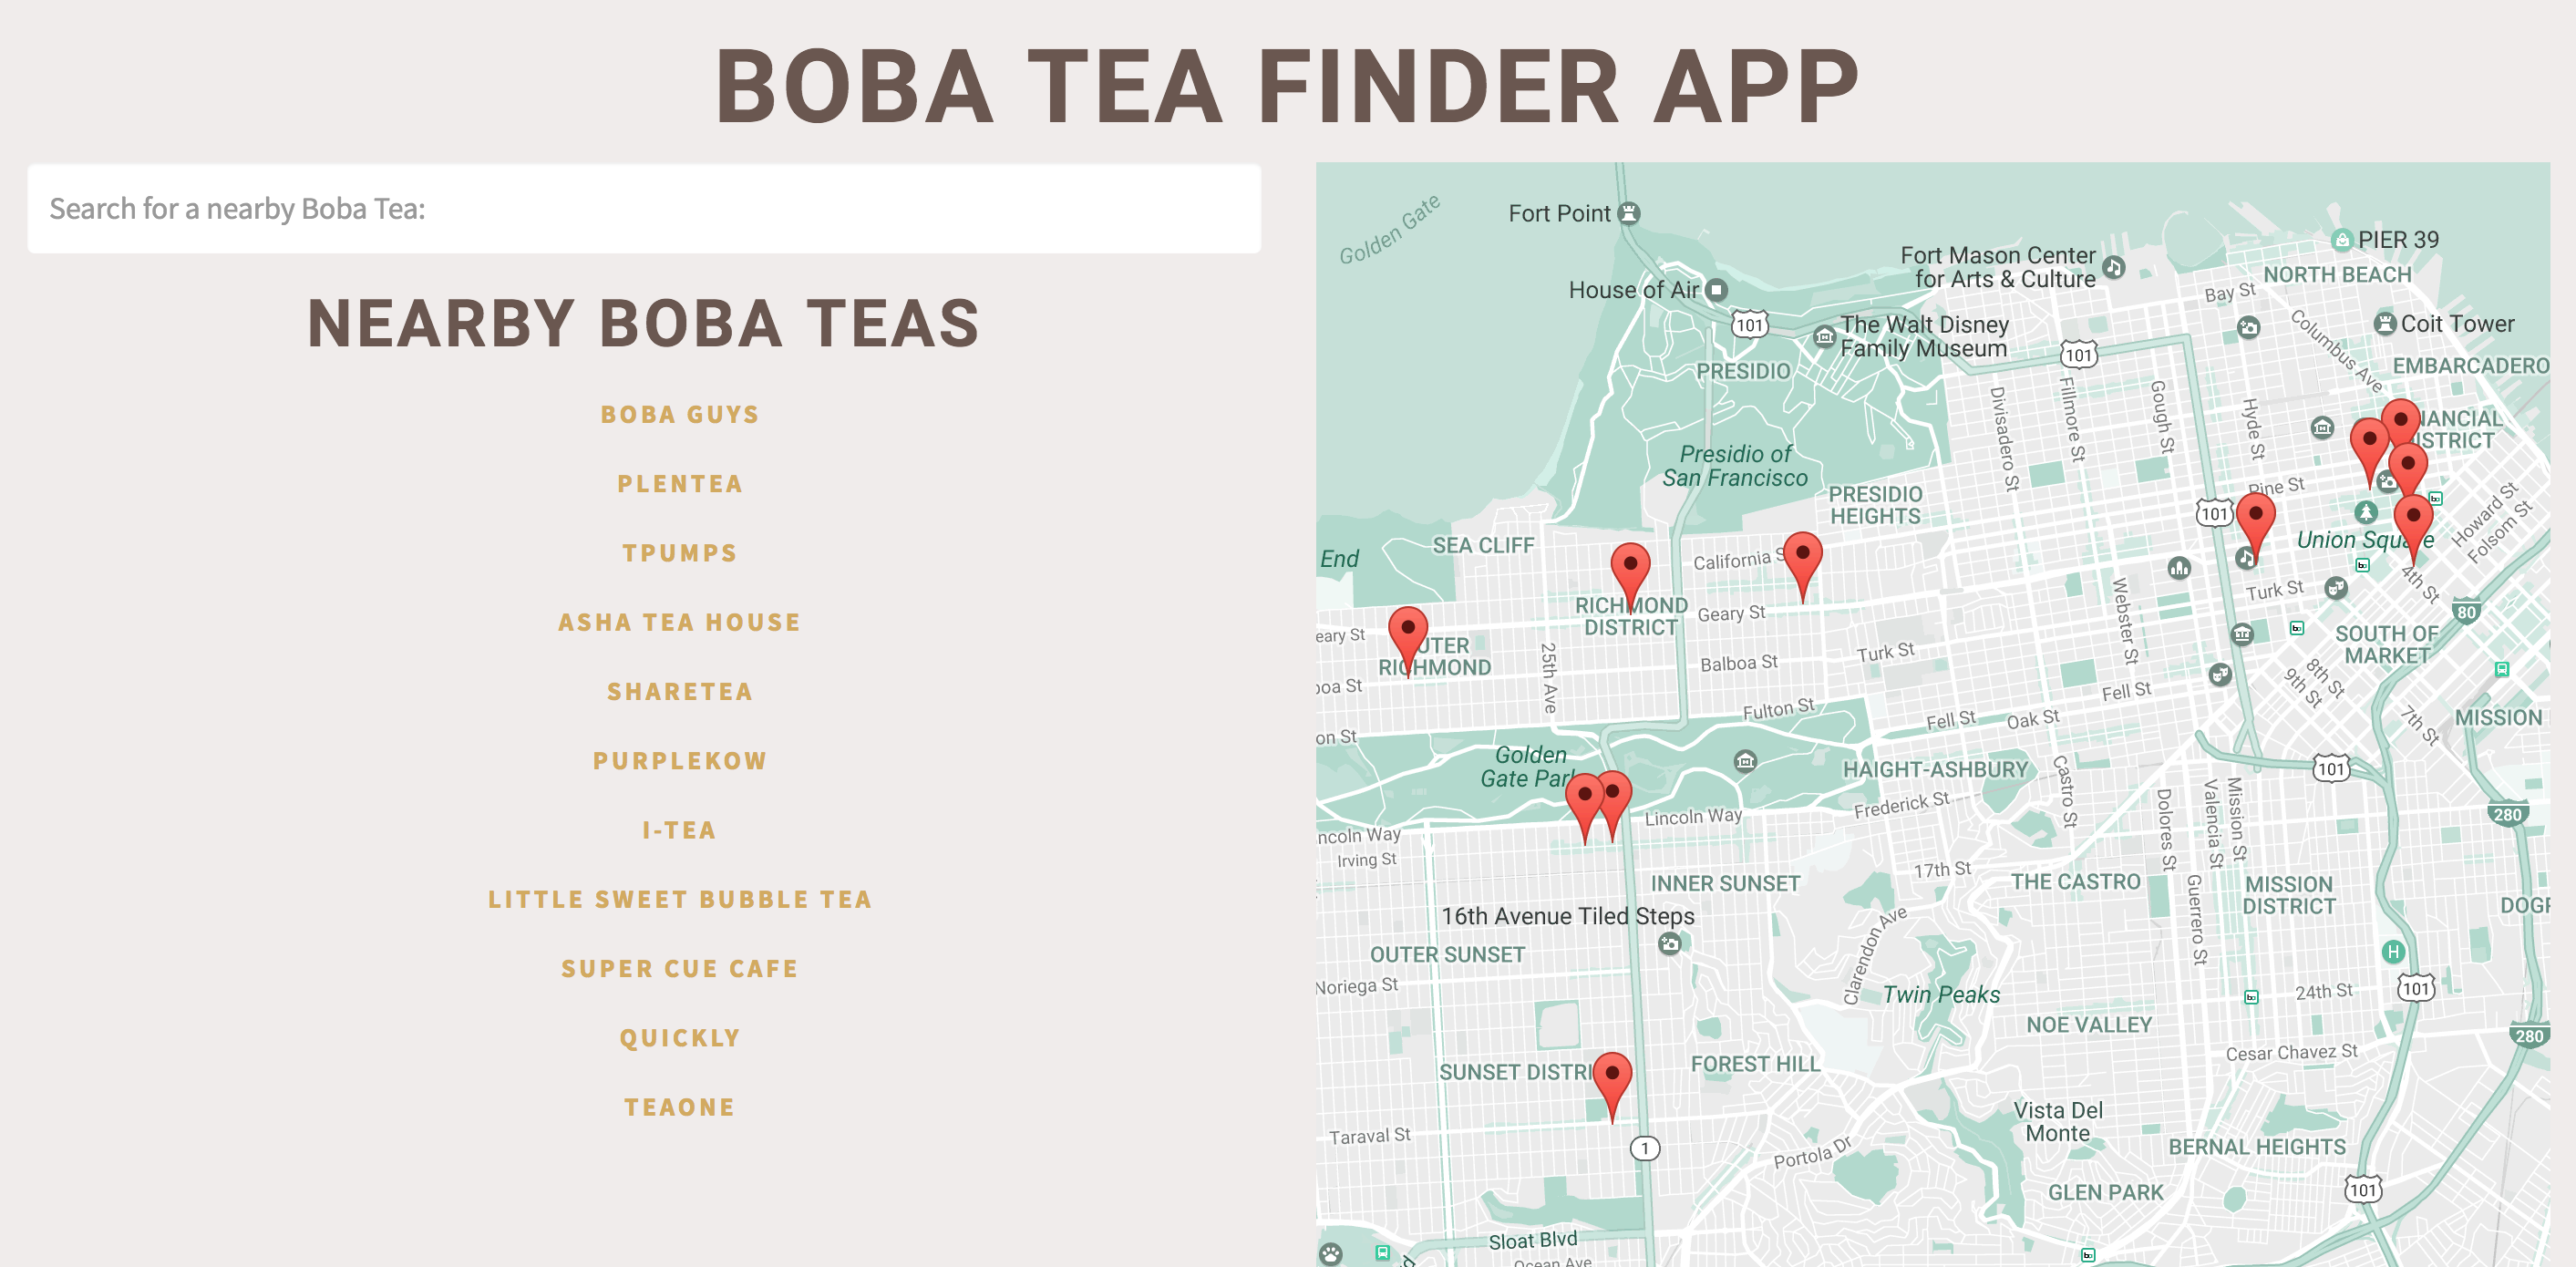 BOBA TEA FINDER APP
Search for a nearby Boba Tea:
NEARBY BOBA TEAS
BOBA GUYS
PLENTEA
TPUMPS
ASHA TEA HOUSE
SHARETEA
PURPLEKOW
I-TEA
LITTLE SWEET BUBBLE TEA
SUPER CUE CAFE
QUICKLY
TEAONE
Golden Gate
Fort Point
House of Air
101
The Walt Disney
Family Museum
Fort Mason Center
for Arts & Culture
PIER 39
NORTH BEACH
Bay St
Columbus Ave
Coit Tower
EMBARCADERO
101
PRESIDIO
Divisadero St
Fillmore St
Gough St
Hyde St
NANCIAL
ISTRICT
Presidio of
San Francisco
PRESIDIO
HEIGHTS
Pine St
101
Howard St
Folsom St
Union Square
End
SEA CLIFF
California S
RICHMOND
DISTRICT
Geary St
Webster St
Turk St
4th St
80
eary St
UTER
RICHMOND
25th Ave
Balboa St
Turk St
SOUTH OF
MARKET
boa St
Fell St
8th St
9th St
7th St
MISSION
Fulton St
Fell St
Oak St
on St
Golden
Gate Park
HAIGHT-ASHBURY
101
Castro St
Frederick St
Lincoln Way
ncoln Way
Irving St
Dolores St
Valencia St
Mission St
280
17th St
INNER SUNSET
THE CASTRO
MISSION
DISTRICT
Guerrero St
DOGP
16th Avenue Tiled Steps
Clarendon Ave
OUTER SUNSET
H
Noriega St
Twin Peaks
24th St
101
NOE VALLEY
280
Cesar Chavez St
SUNSET DISTRI
FOREST HILL
Taraval St
1
Portola Dr
Vista Del
Monte
BERNAL HEIGHTS
GLEN PARK
101
Sloat Blvd
Ocean Ave